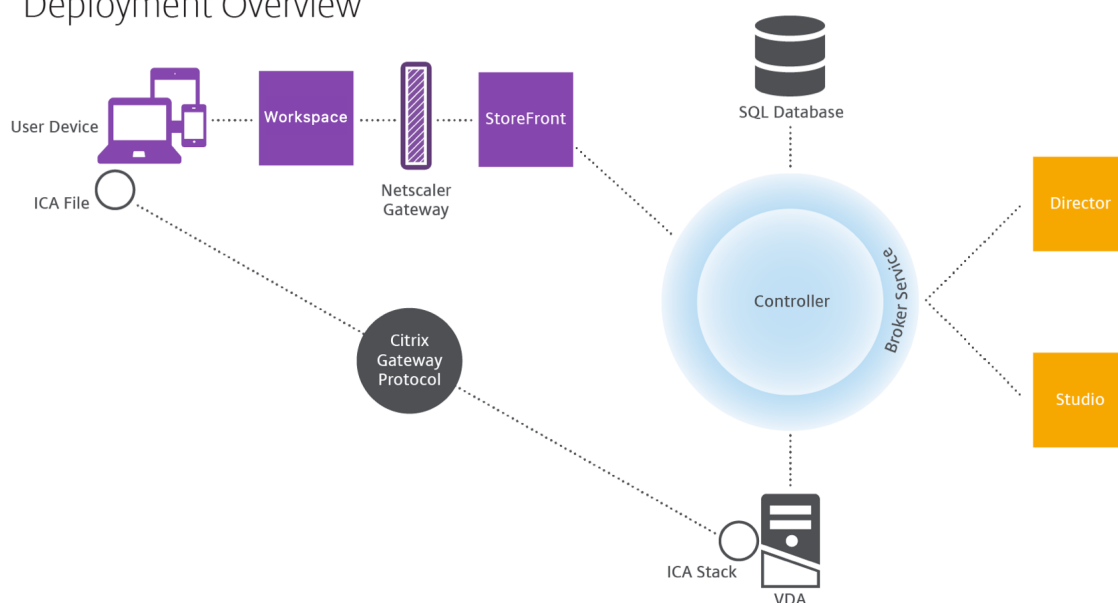 Deployment Overview
SQL Database
User Device
Workspace
StoreFront
Netscaler
Gateway
ICA File
Director
Controller
Broker Service
Citrix
Gateway
Protocol
Studio
ICA Stack
VDA